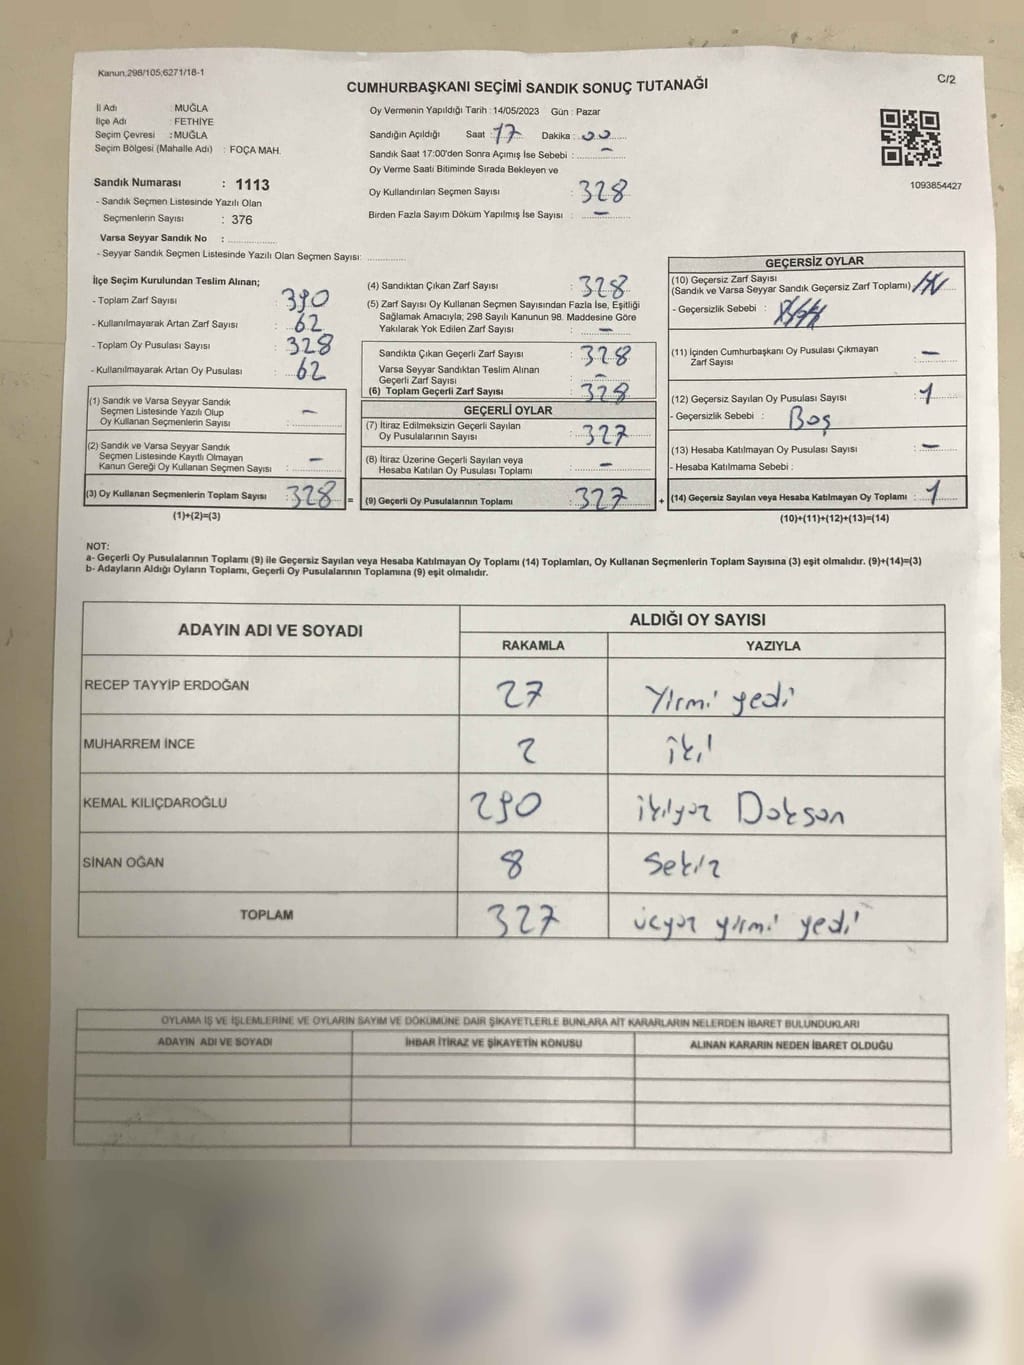 Kanun,298/105;6271/18-1
C/2
CUMHURBAŞKANI SEÇİMİ SANDIK SONUÇ TUTANAĞI
İl Adı : MUĞLA
İlçe Adı : FETHİYE
Seçim Çevresi : MUĞLA
Seçim Bölgesi (Mahalle Adı) : FOÇA MAH.
Sandık Numarası : 1113
- Sandık Seçmen Listesinde Yazılı Olan
Seçmenlerin Sayısı : 376
Varsa Seyyar Sandık No : ..............
- Seyyar Sandık Seçmen Listesinde Yazılı Olan Seçmen Sayısı: ............
Oy Vermenin Yapıldığı Tarih : 14/05/2023 Gün : Pazar
Sandığın Açıldığı Saat : 17 Dakika : 00
Sandık Saat 17:00'den Sonra Açımış İse Sebebi : —
Oy Verme Saati Bitiminde Sırada Bekleyen ve
Oy Kullandırılan Seçmen Sayısı : 328
Birden Fazla Sayım Döküm Yapılmış İse Sayısı : —
1093854427
İlçe Seçim Kurulundan Teslim Alınan;
- Toplam Zarf Sayısı : 390
- Kullanılmayarak Artan Zarf Sayısı : 62
- Toplam Oy Pusulası Sayısı : 328
- Kullanılmayarak Artan Oy Pusulası : 62
(1) Sandık ve Varsa Seyyar Sandık
Seçmen Listesinde Yazılı Olup
Oy Kullanan Seçmenlerin Sayısı : —
(2) Sandık ve Varsa Seyyar Sandık
Seçmen Listesinde Kayıtlı Olmayan
Kanun Gereği Oy Kullanan Seçmen Sayısı : —
(3) Oy Kullanan Seçmenlerin Toplam Sayısı : 328 =
(1)+(2)=(3)
(4) Sandıktan Çıkan Zarf Sayısı : 328
(5) Zarf Sayısı Oy Kullanan Seçmen Sayısından Fazla İse, Eşitliği
Sağlamak Amacıyla; 298 Sayılı Kanunun 98. Maddesine Göre
Yakılarak Yok Edilen Zarf Sayısı : —
Sandıkta Çıkan Geçerli Zarf Sayısı : 328
Varsa Seyyar Sandıktan Teslim Alınan
Geçerli Zarf Sayısı : —
(6) Toplam Geçerli Zarf Sayısı : 328
GEÇERLİ OYLAR
(7) İtiraz Edilmeksizin Geçerli Sayılan
Oy Pusulalarının Sayısı : 327
(8) İtiraz Üzerine Geçerli Sayılan veya
Hesaba Katılan Oy Pusulası Toplamı : —
(9) Geçerli Oy Pusulalarının Toplamı : 327 +
GEÇERSİZ OYLAR
(10) Geçersiz Zarf Sayısı
(Sandık ve Varsa Seyyar Sandık Geçersiz Zarf Toplamı)
- Geçersizlik Sebebi :
(11) İçinden Cumhurbaşkanı Oy Pusulası Çıkmayan
Zarf Sayısı : —
(12) Geçersiz Sayılan Oy Pusulası Sayısı : 1
- Geçersizlik Sebebi : Boş
(13) Hesaba Katılmayan Oy Pusulası Sayısı : —
- Hesaba Katılmama Sebebi :
(14) Geçersiz Sayılan veya Hesaba Katılmayan Oy Toplamı : 1
(10)+(11)+(12)+(13)=(14)
NOT:
a- Geçerli Oy Pusulalarının Toplamı (9) ile Geçersiz Sayılan veya Hesaba Katılmayan Oy Toplamı (14) Toplamları, Oy Kullanan Seçmenlerin Toplam Sayısına (3) eşit olmalıdır. (9)+(14)=(3)
b- Adayların Aldığı Oyların Toplamı, Geçerli Oy Pusulalarının Toplamına (9) eşit olmalıdır.
ADAYIN ADI VE SOYADI
ALDIĞI OY SAYISI
RAKAMLA YAZIYLA
RECEP TAYYİP ERDOĞAN 27 Yirmi yedi
MUHARREM İNCE 2 iki
KEMAL KILIÇDAROĞLU 290 ikiyüz Doksan
SİNAN OĞAN 8 Sekiz
TOPLAM 327 üçyüz yirmi yedi
OYLAMA İŞ VE İŞLEMLERİNE VE OYLARIN SAYIM VE DÖKÜMÜNE DAİR ŞİKAYETLERLE BUNLARA AİT KARARLARIN NELERDEN İBARET BULUNDUKLARI
ADAYIN ADI VE SOYADI İHBAR İTİRAZ VE ŞİKAYETİN KONUSU ALINAN KARARIN NEDEN İBARET OLDUĞU